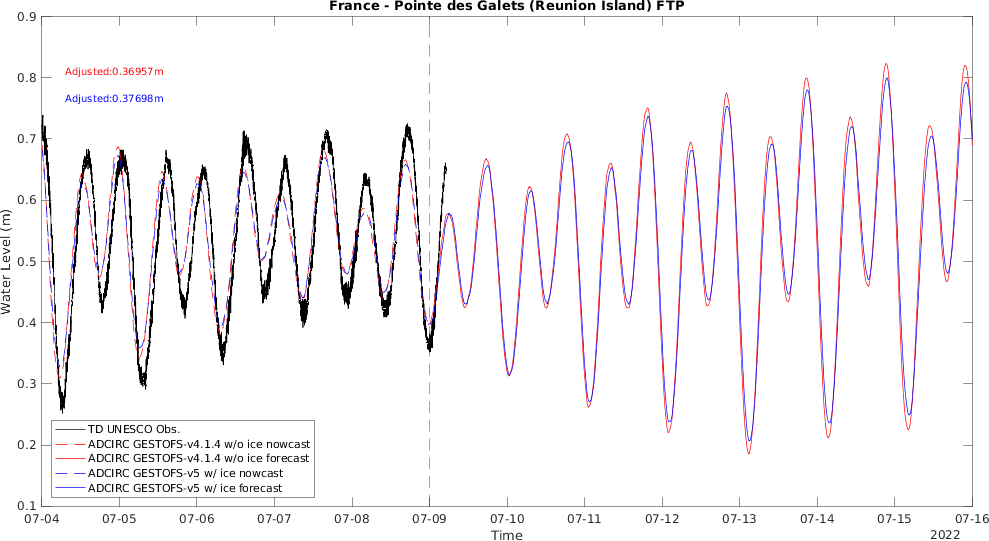 France - Pointe des Galets (Reunion Island) FTP
0.9
0.8
0.7
0.6
0.5
0.4
0.3
0.2
0.1
Water Level (m)
Adjusted:0.36957m
Adjusted:0.37698m
TD UNESCO Obs.
ADCIRC GESTOFS-v4.1.4 w/o ice nowcast
ADCIRC GESTOFS-v4.1.4 w/o ice forecast
ADCIRC GESTOFS-v5 w/ ice nowcast
ADCIRC GESTOFS-v5 w/ ice forecast
07-04 07-05 07-06 07-07 07-08 07-09 07-10 07-11 07-12 07-13 07-14 07-15 07-16
Time
2022